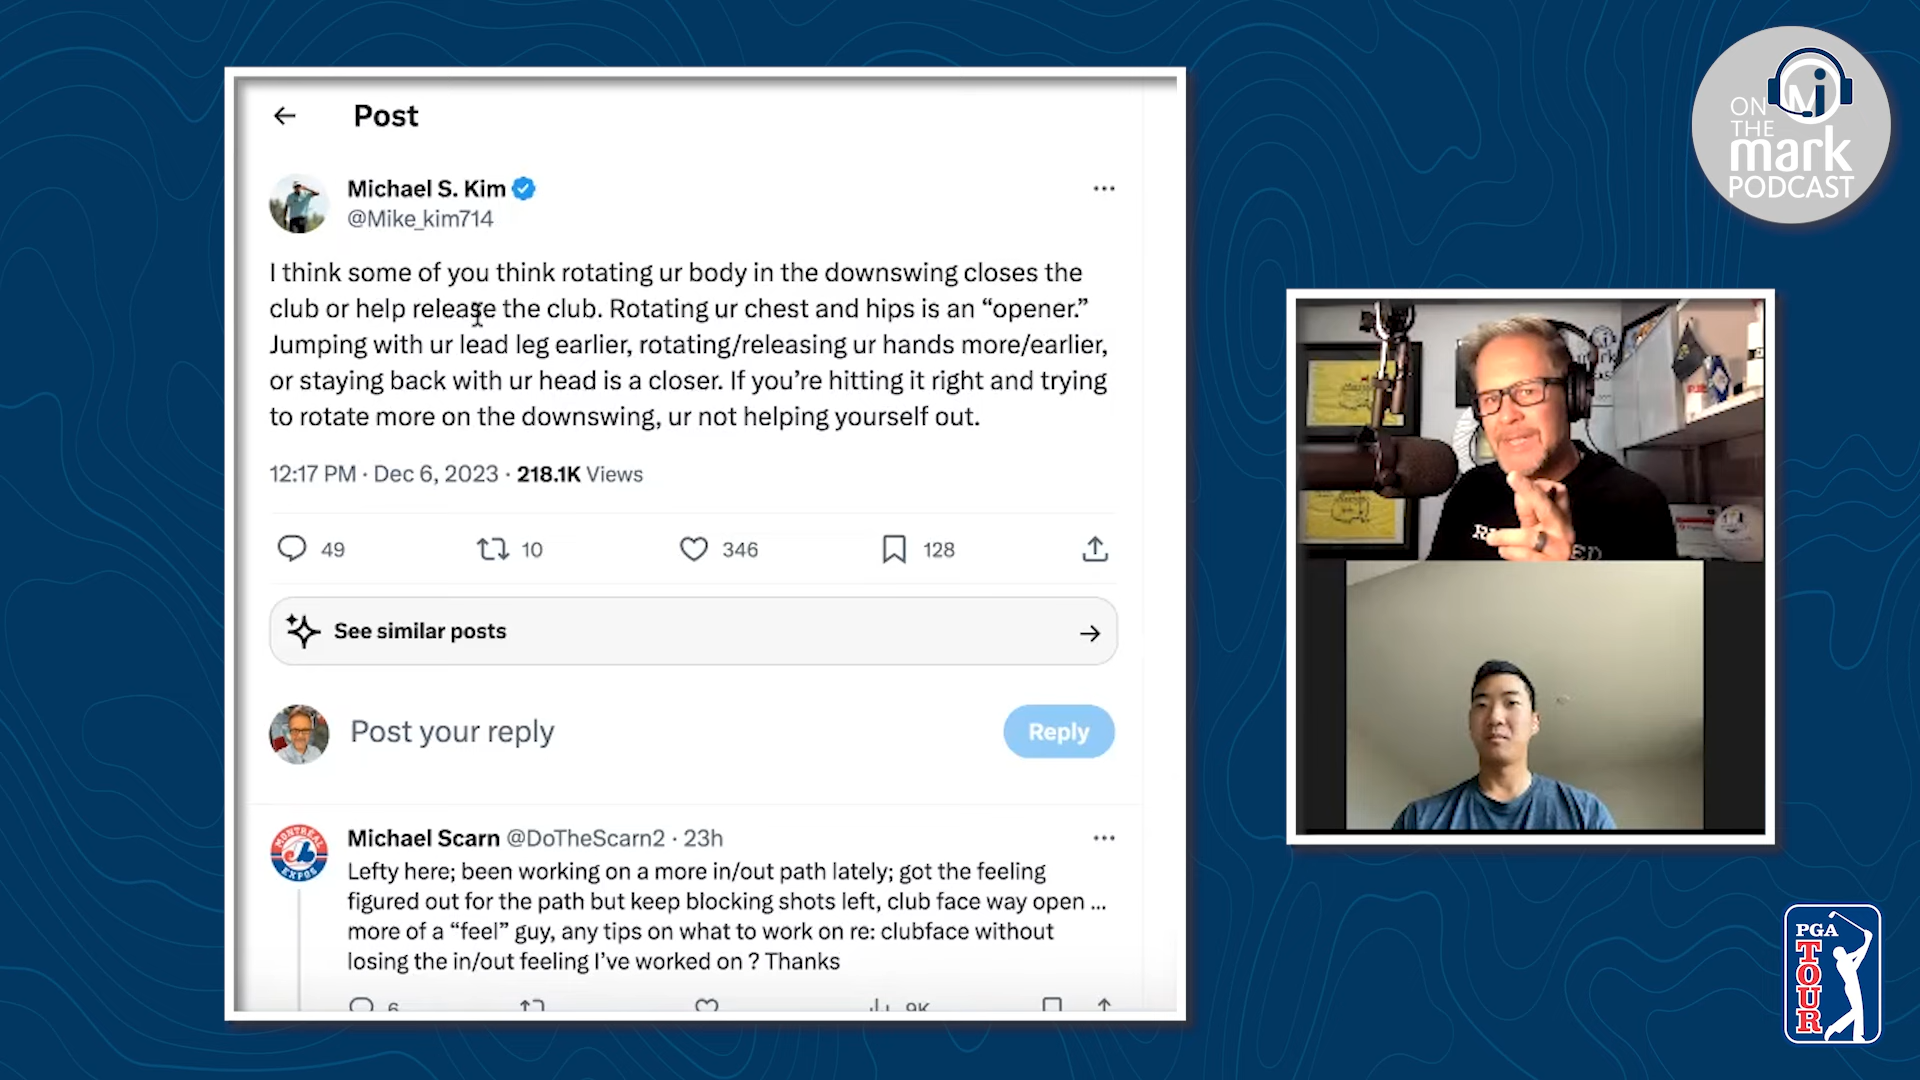 Post
Michael S. Kim
@Mike_kim714
I think some of you think rotating ur body in the downswing closes the
club or help release the club. Rotating ur chest and hips is an “opener.”
Jumping with ur lead leg earlier, rotating/releasing ur hands more/earlier,
or staying back with ur head is a closer. If you’re hitting it right and trying
to rotate more on the downswing, ur not helping yourself out.
12:17 PM · Dec 6, 2023 · 218.1K Views
49 10 346 128
See similar posts
Post your reply
Reply
Michael Scarn @DoTheScarn2 · 23h
Lefty here; been working on a more in/out path lately; got the feeling
figured out for the path but keep blocking shots left, club face way open ...
more of a “feel” guy, any tips on what to work on re: clubface without
losing the in/out feeling I’ve worked on ? Thanks
6 9K
MONTRÉAL
EXPOS
ON
THE
mark
PODCAST
PGA
TOUR